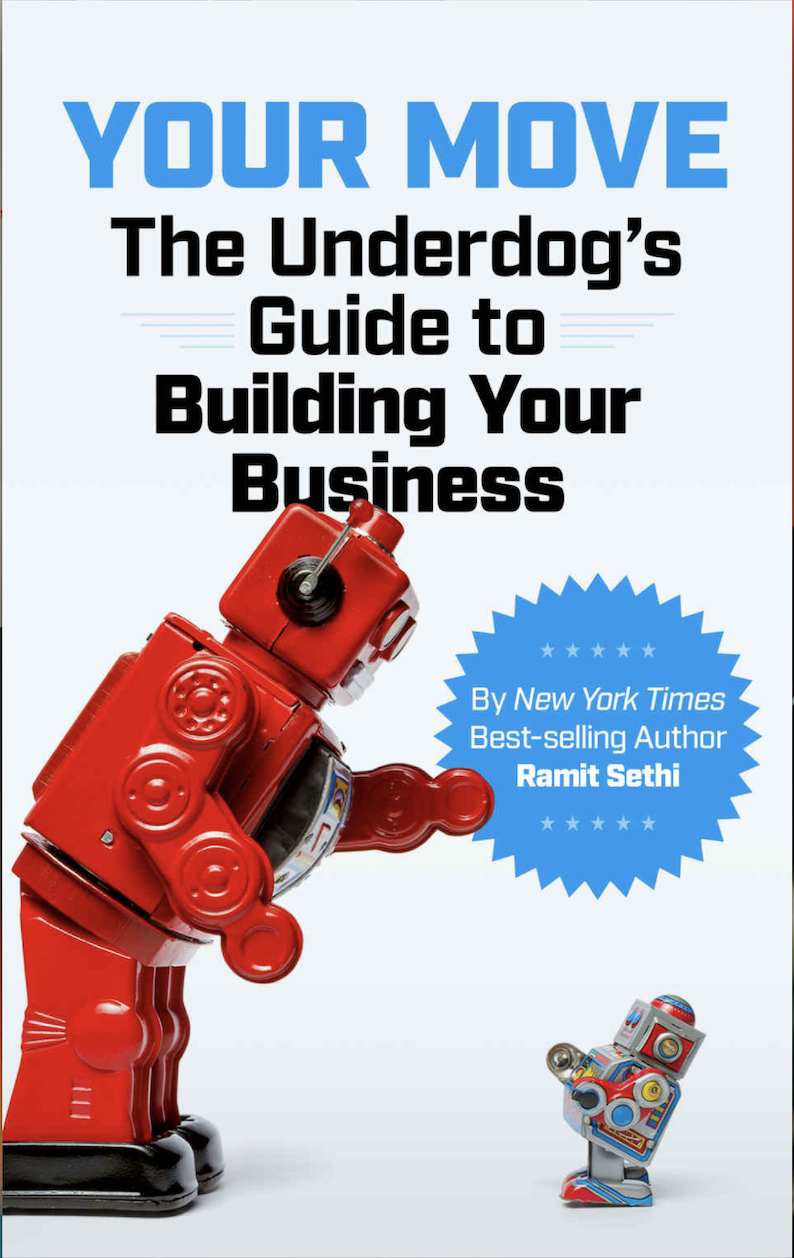 YOUR MOVE
The Underdog's
Guide to
Building Your
Business
By New York Times
Best-selling Author
Ramit Sethi